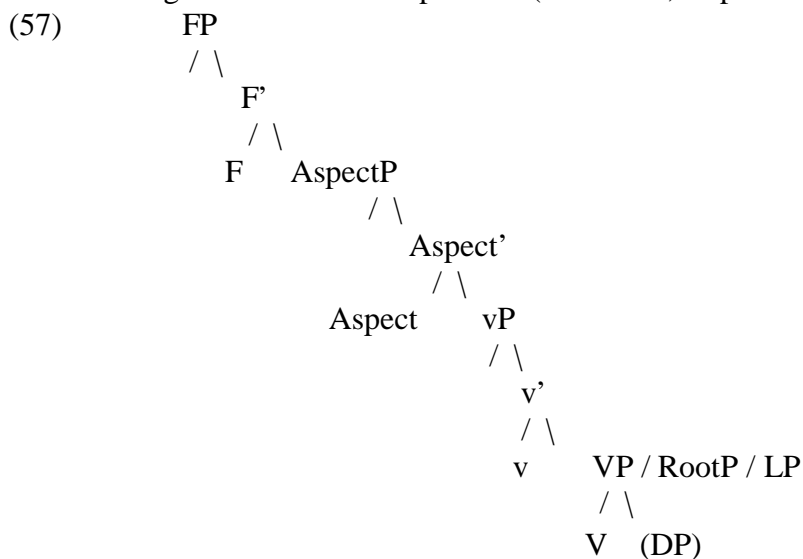 (57) FP
/ \
F’
/ \
F AspectP
/ \
Aspect’
/ \
Aspect vP
/ \
v’
/ \
v VP / RootP / LP
/ \
V (DP)